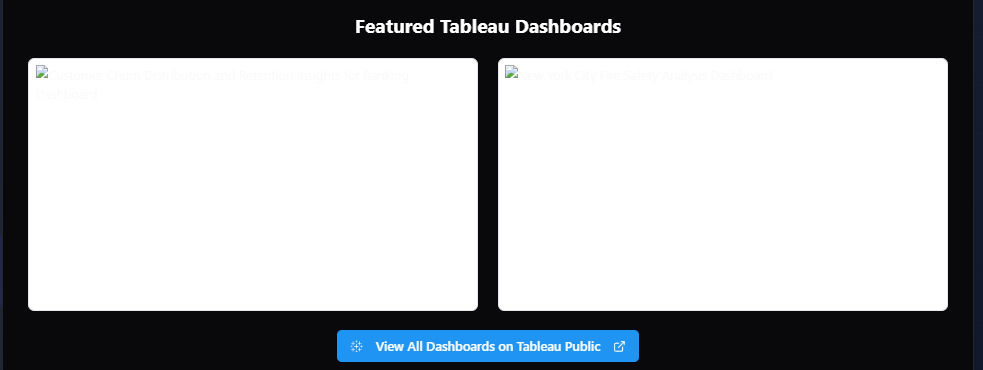 Featured Tableau Dashboards
Customer Churn Distribution and Retention Insights for Banking
Dashboard
New York City Fire Safety Analysis Dashboard
View All Dashboards on Tableau Public